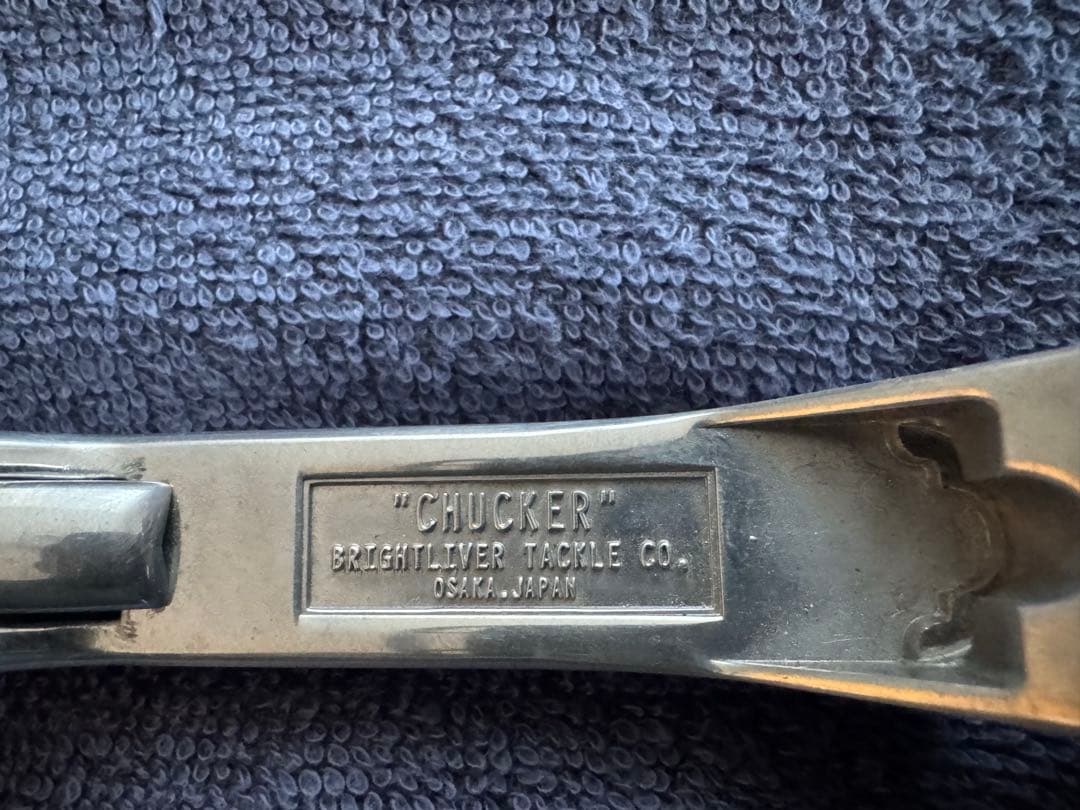 "CHUCKER"
BRIGHTLIVER TACKLE CO.
OSAKA.JAPAN